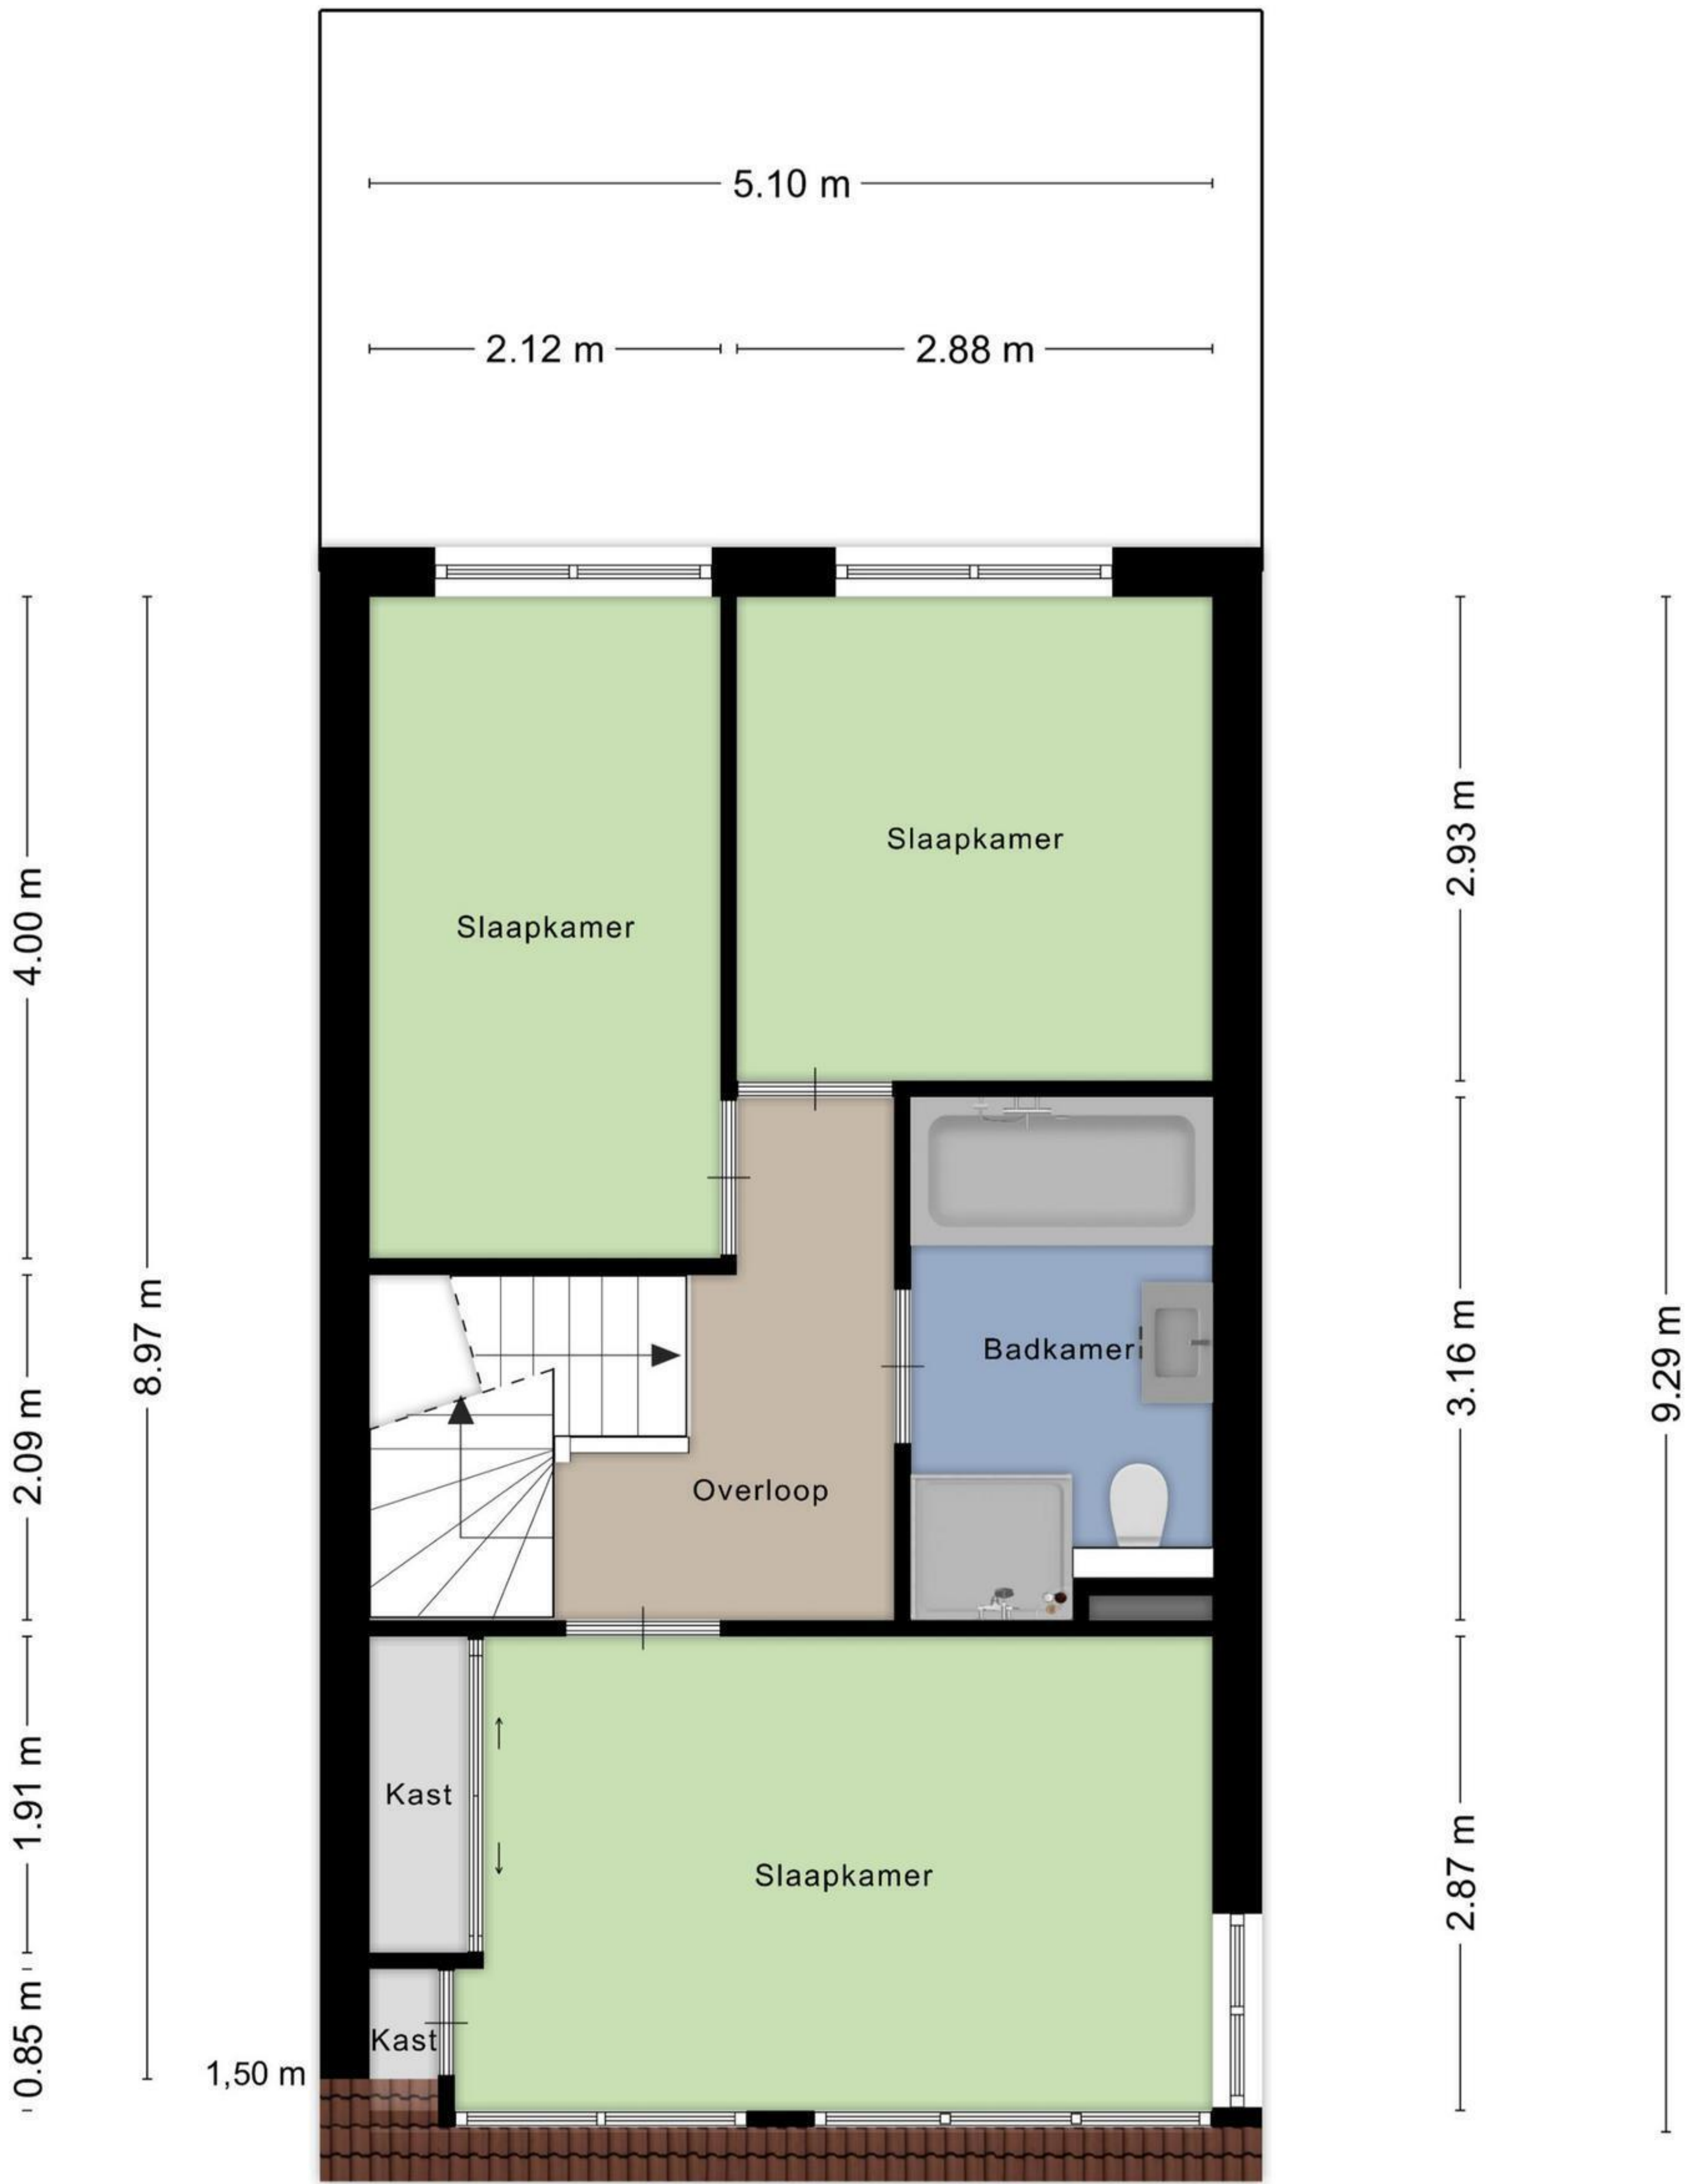 5.10 m
2.12 m
2.88 m
4.00 m
8.97 m
2.09 m
1.91 m
0.85 m
2.93 m
3.16 m
9.29 m
2.87 m
Slaapkamer
Slaapkamer
Badkamer
Overloop
Kast
Slaapkamer
Kast
1,50 m